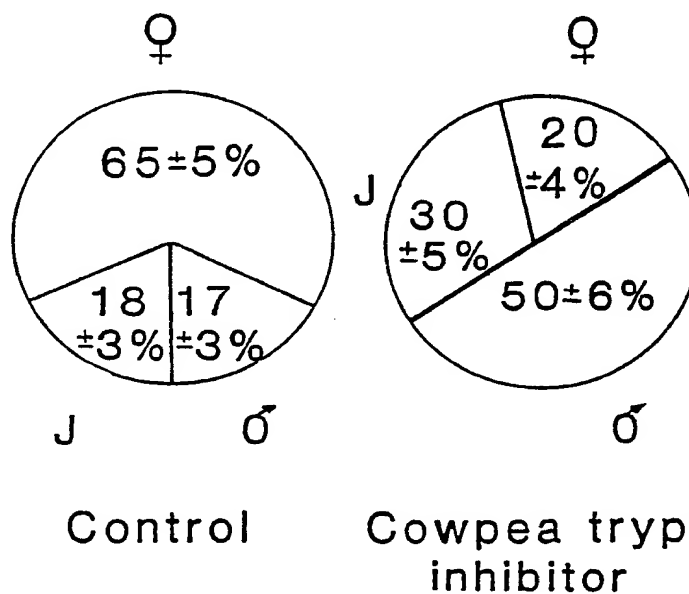 ♀
65±5%
18
±3%
17
±3%
J
♂
Control
♀
20
±4%
J
30
±5%
50±6%
♂
Cowpea tryp
inhibitor